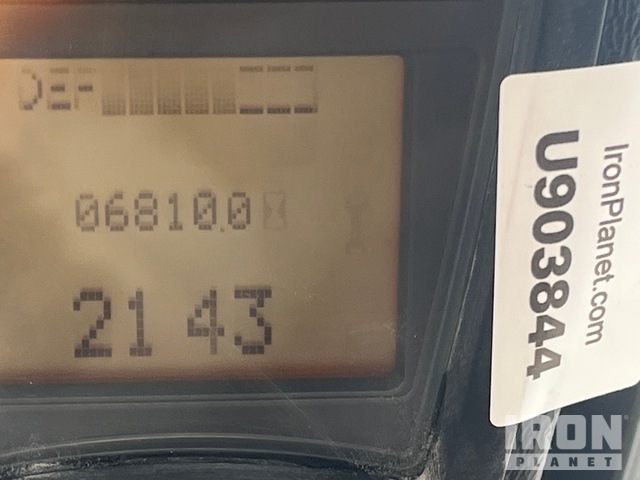 DEF
06810.0
21 43
IronPlanet.com
U903844
IRON
PLANET